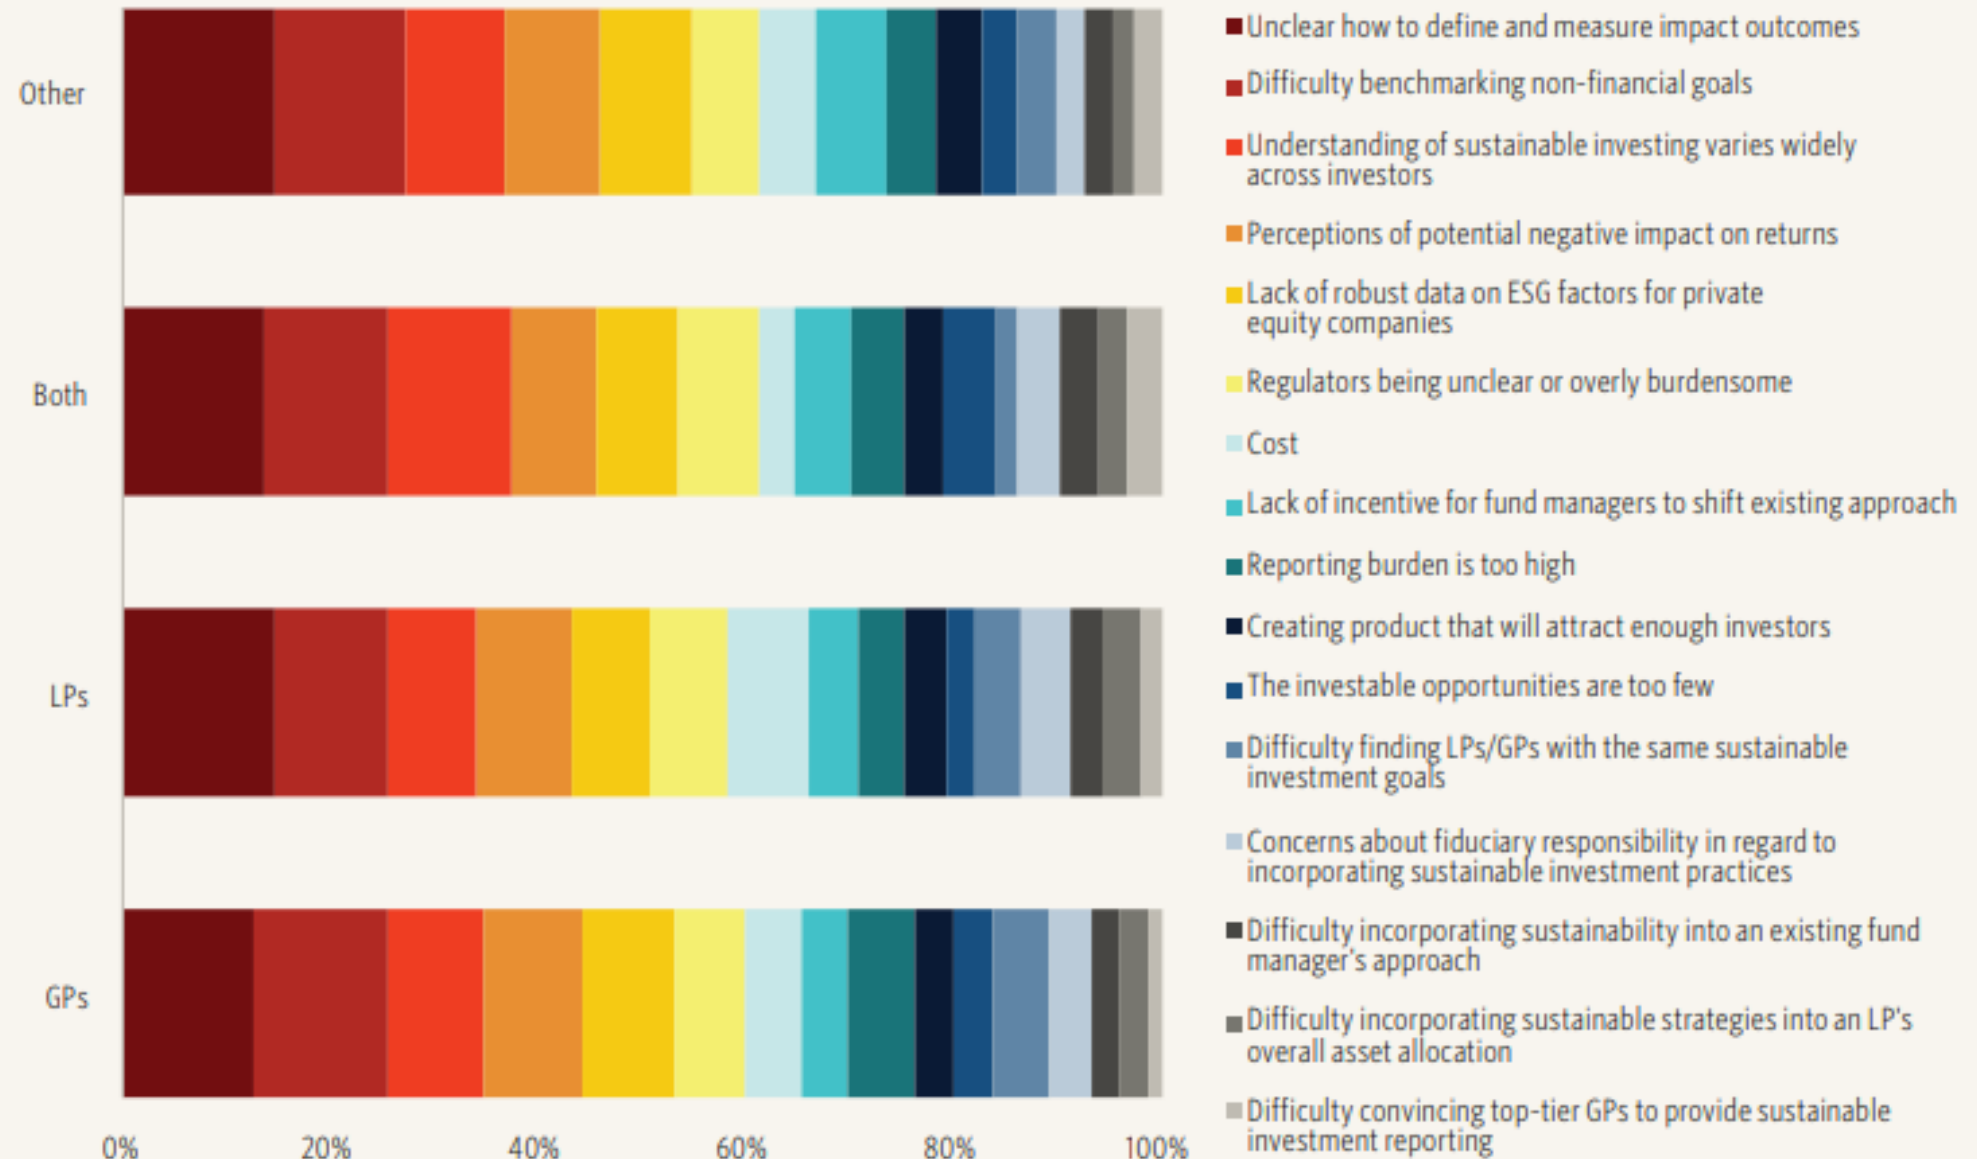 Other
Both
LPs
GPs
0%
20%
40%
60%
80%
100%
Unclear how to define and measure impact outcomes
Difficulty benchmarking non-financial goals
Understanding of sustainable investing varies widely
across investors
Perceptions of potential negative impact on returns
Lack of robust data on ESG factors for private
equity companies
Regulators being unclear or overly burdensome
Cost
Lack of incentive for fund managers to shift existing approach
Reporting burden is too high
Creating product that will attract enough investors
The investable opportunities are too few
Difficulty finding LPs/GPs with the same sustainable
investment goals
Concerns about fiduciary responsibility in regard to
incorporating sustainable investment practices
Difficulty incorporating sustainability into an existing fund
manager's approach
Difficulty incorporating sustainable strategies into an LP's
overall asset allocation
Difficulty convincing top-tier GPs to provide sustainable
investment reporting